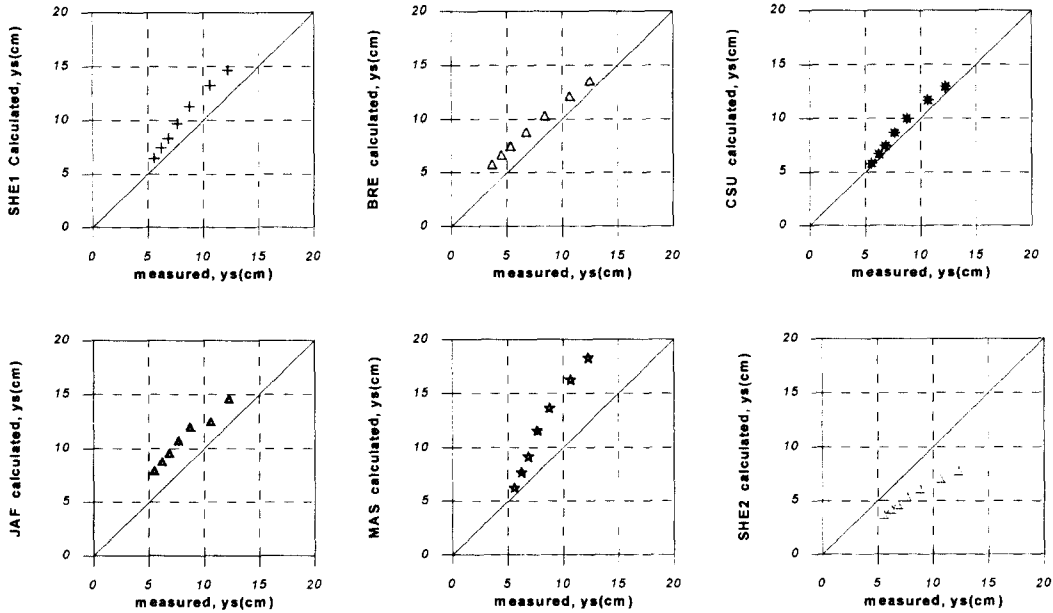 SHE1 Calculated, ys(cm)
20
15
10
5
0
0 5 10 15 20
measured, ys(cm)
BRE calculated, ys(cm)
20
15
10
5
0
0 5 10 15 20
measured, ys(cm)
CSU calculated, ys(cm)
20
15
10
5
0
0 5 10 15 20
measured, ys(cm)
JAF calculated, ys(cm)
20
15
10
5
0
0 5 10 15 20
measured, ys(cm)
MAS calculated, ys(cm)
20
15
10
5
0
0 5 10 15 20
measured, ys(cm)
SHE2 calculated, ys(cm)
20
15
10
5
0
0 5 10 15 20
measured, ys(cm)